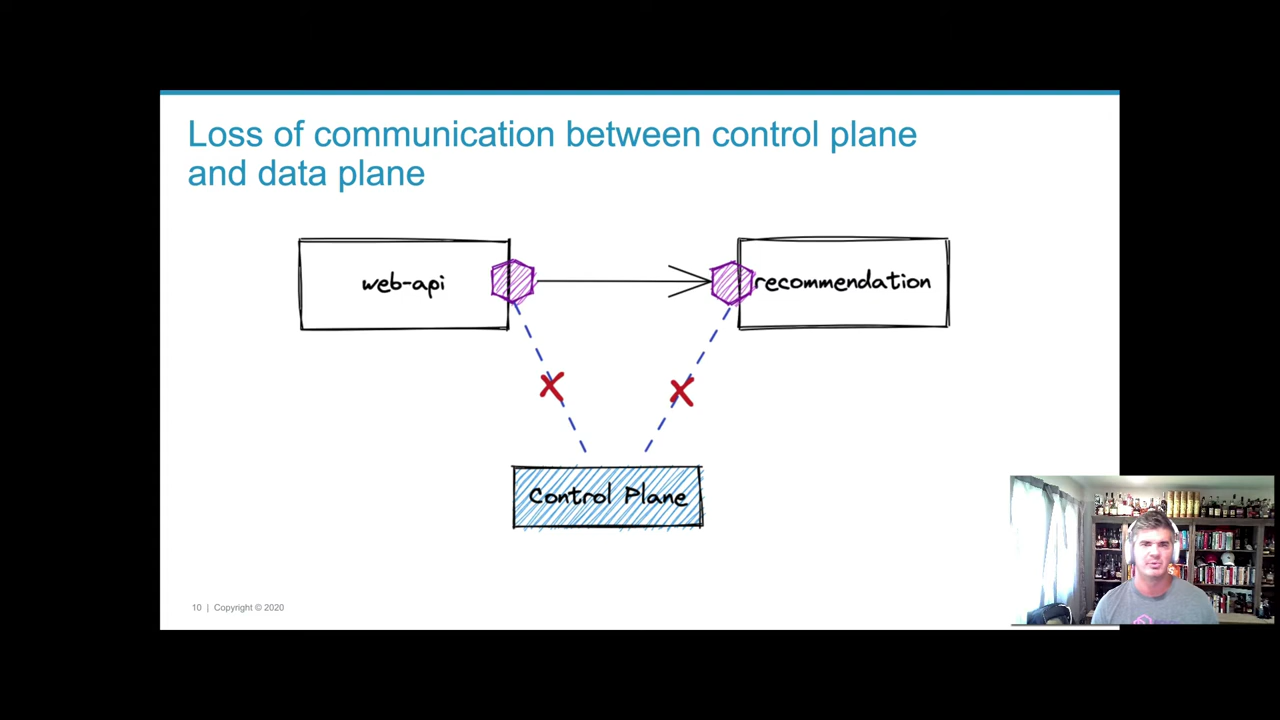 Loss of communication between control plane
and data plane
web-api
recommendation
Control Plane
10 | Copyright © 2020